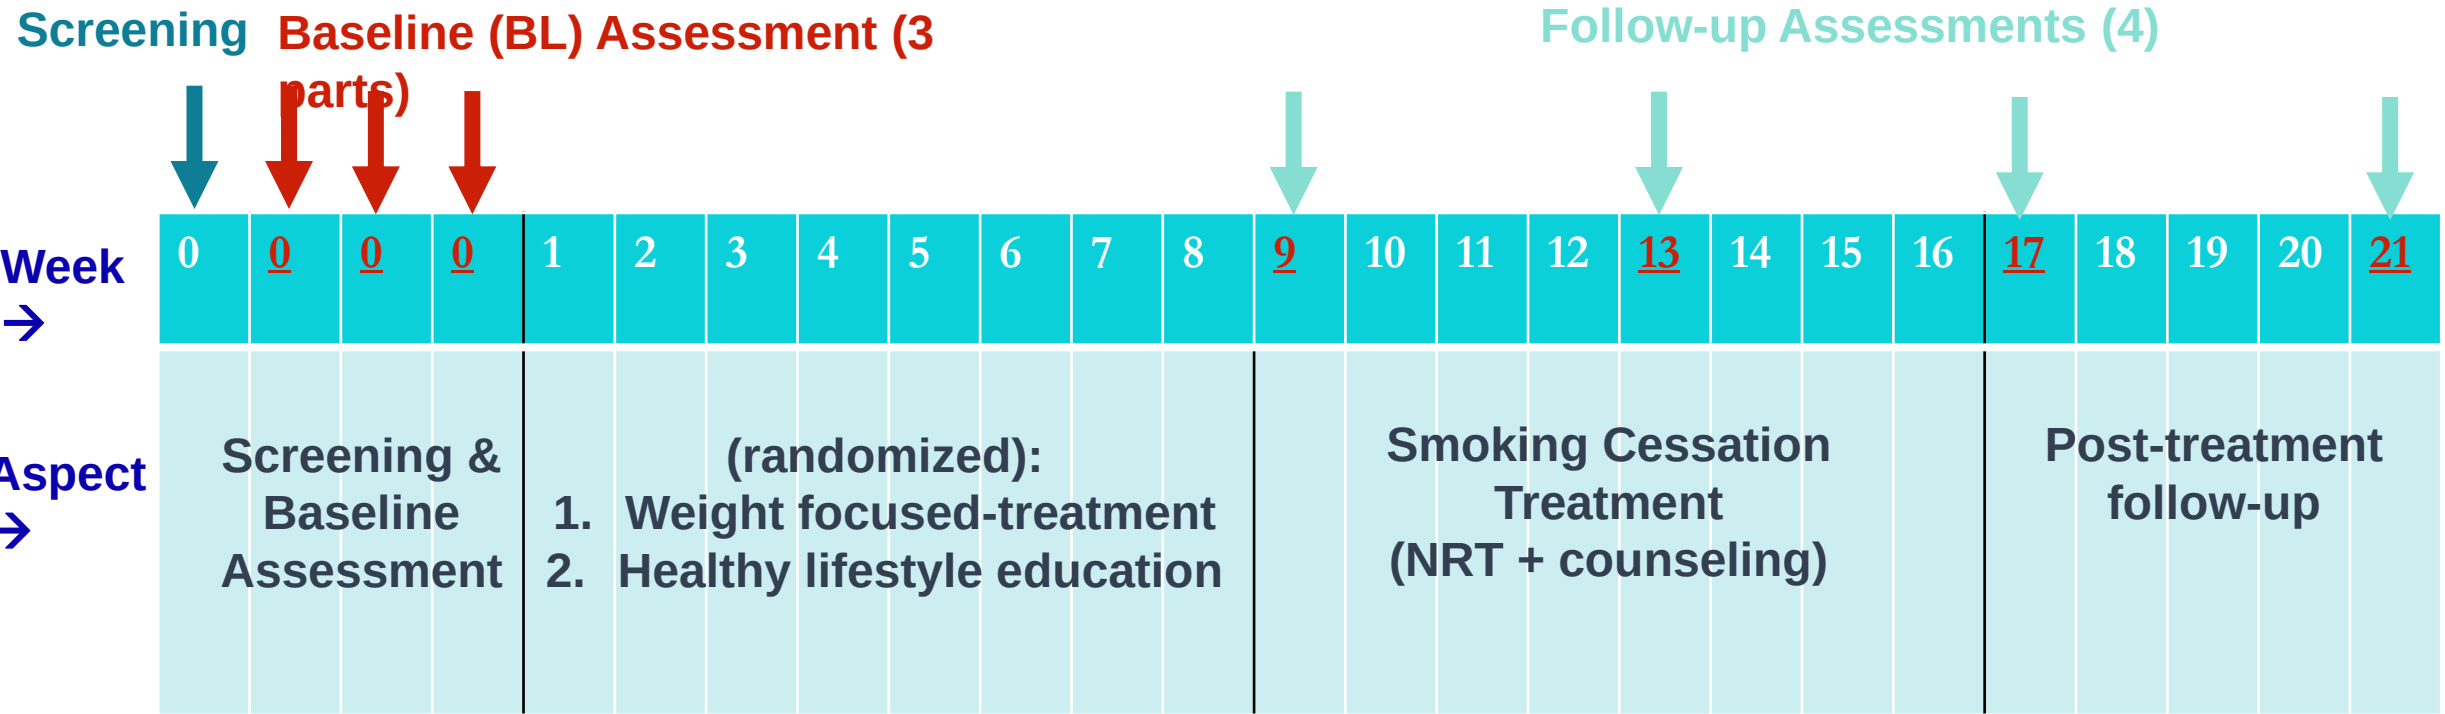 Screening
Baseline (BL) Assessment (3
parts)
Follow-up Assessments (4)
Week
→
0 0 0 0 1 2 3 4 5 6 7 8 9 10 11 12 13 14 15 16 17 18 19 20 21
Aspect
→
Screening &
Baseline
Assessment
(randomized):
1. Weight focused-treatment
2. Healthy lifestyle education
Smoking Cessation
Treatment
(NRT + counseling)
Post-treatment
follow-up